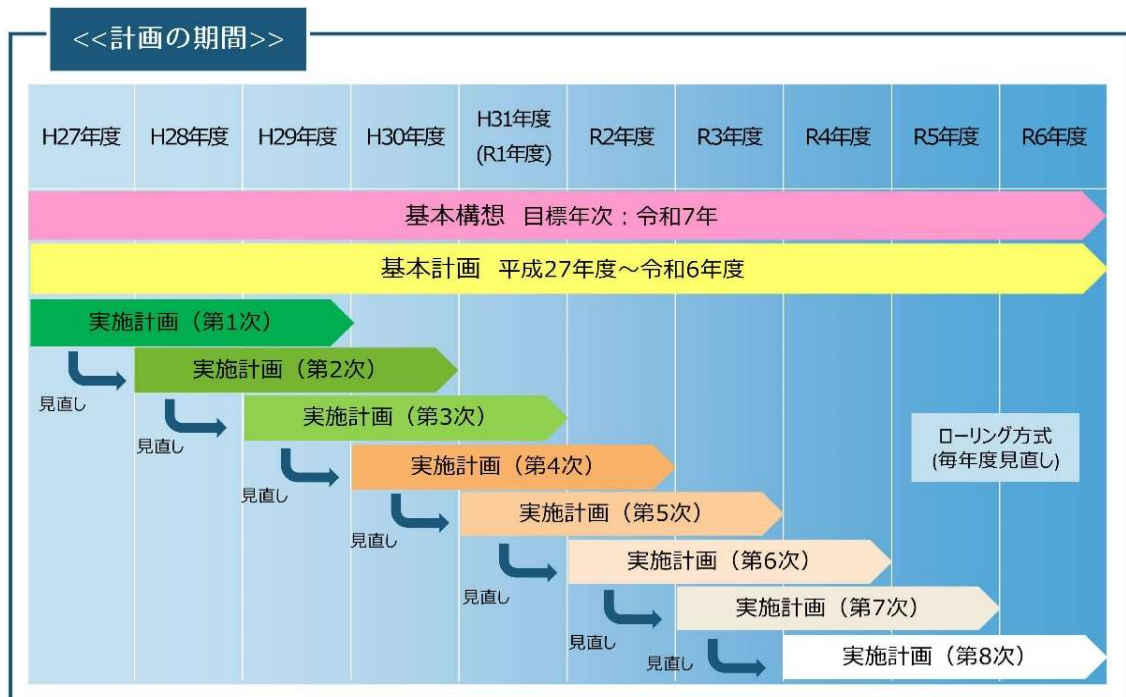 <<計画の期間>>
H27年度 H28年度 H29年度 H30年度 H31年度 (R1年度) R2年度 R3年度 R4年度 R5年度 R6年度
基本構想 目標年次：令和7年
基本計画 平成27年度～令和6年度
実施計画（第1次）
見直し
実施計画（第2次）
見直し
実施計画（第3次）
見直し
実施計画（第4次）
見直し
実施計画（第5次）
見直し
実施計画（第6次）
見直し
実施計画（第7次）
見直し
実施計画（第8次）
ローリング方式
(毎年度見直し)